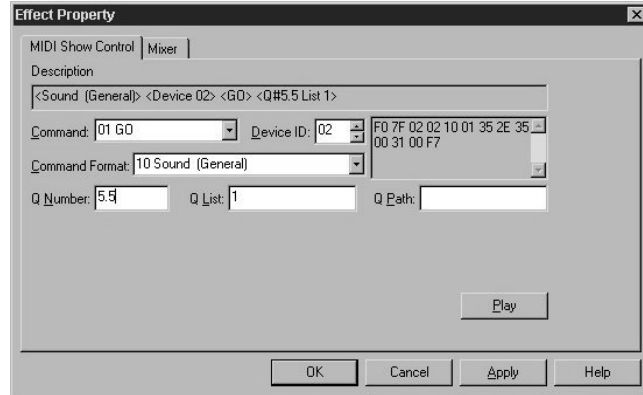 Effect Property
MIDI Show Control Mixer
Description
<Sound (General)> <Device 02> <GO> <Q#5.5 List 1>
Command: 01 GO Device ID: 02 F0 7F 02 02 10 01 35 2E 35
00 31 00 F7
Command Format: 10 Sound (General)
Q Number: 5.5 Q List: 1 Q Path:
Play
OK Cancel Apply Help